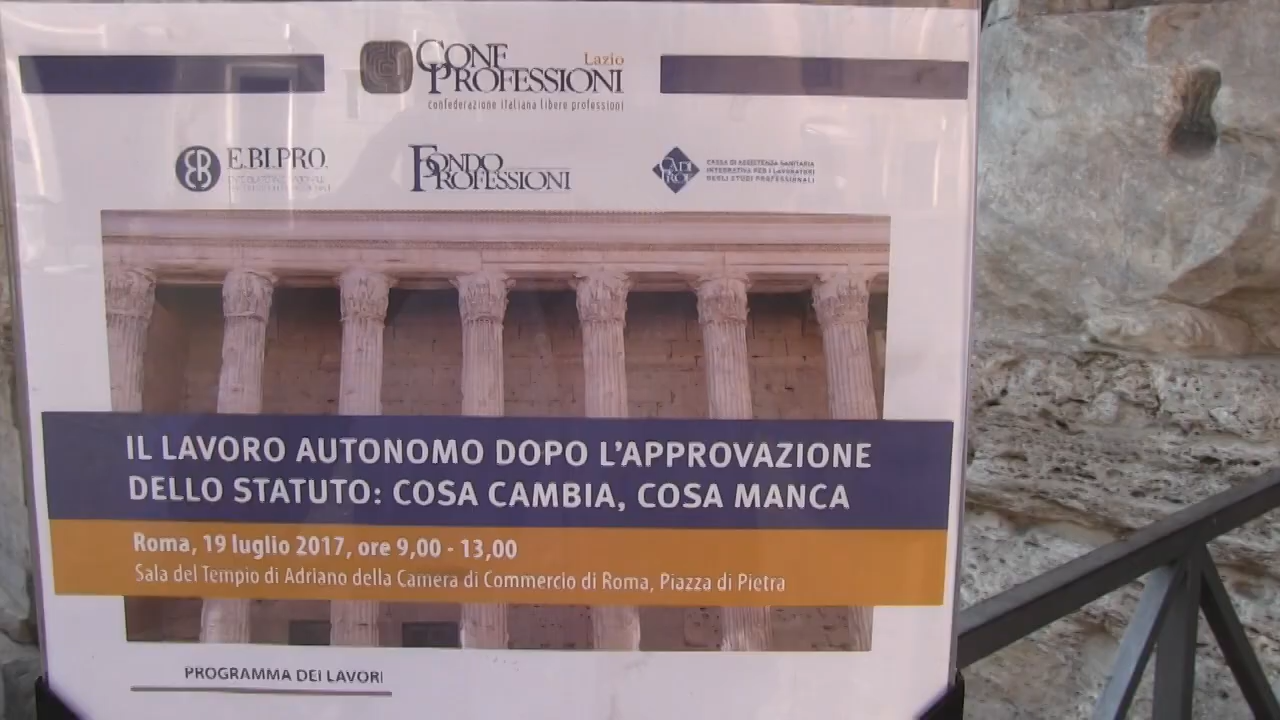 CONF Lazio
PROFESSIONI
confederazione italiana libere professioni
E.BI.PRO.
FONDO
PROFESSIONI
CADI
PROF
CASSA DI ASSISTENZA SANITARIA
INTEGRATIVA PER I LAVORATORI
DEGLI STUDI PROFESSIONALI
IL LAVORO AUTONOMO DOPO L'APPROVAZIONE
DELLO STATUTO: COSA CAMBIA, COSA MANCA
Roma, 19 luglio 2017, ore 9,00 - 13,00
Sala del Tempio di Adriano della Camera di Commercio di Roma, Piazza di Pietra
PROGRAMMA DEI LAVORI